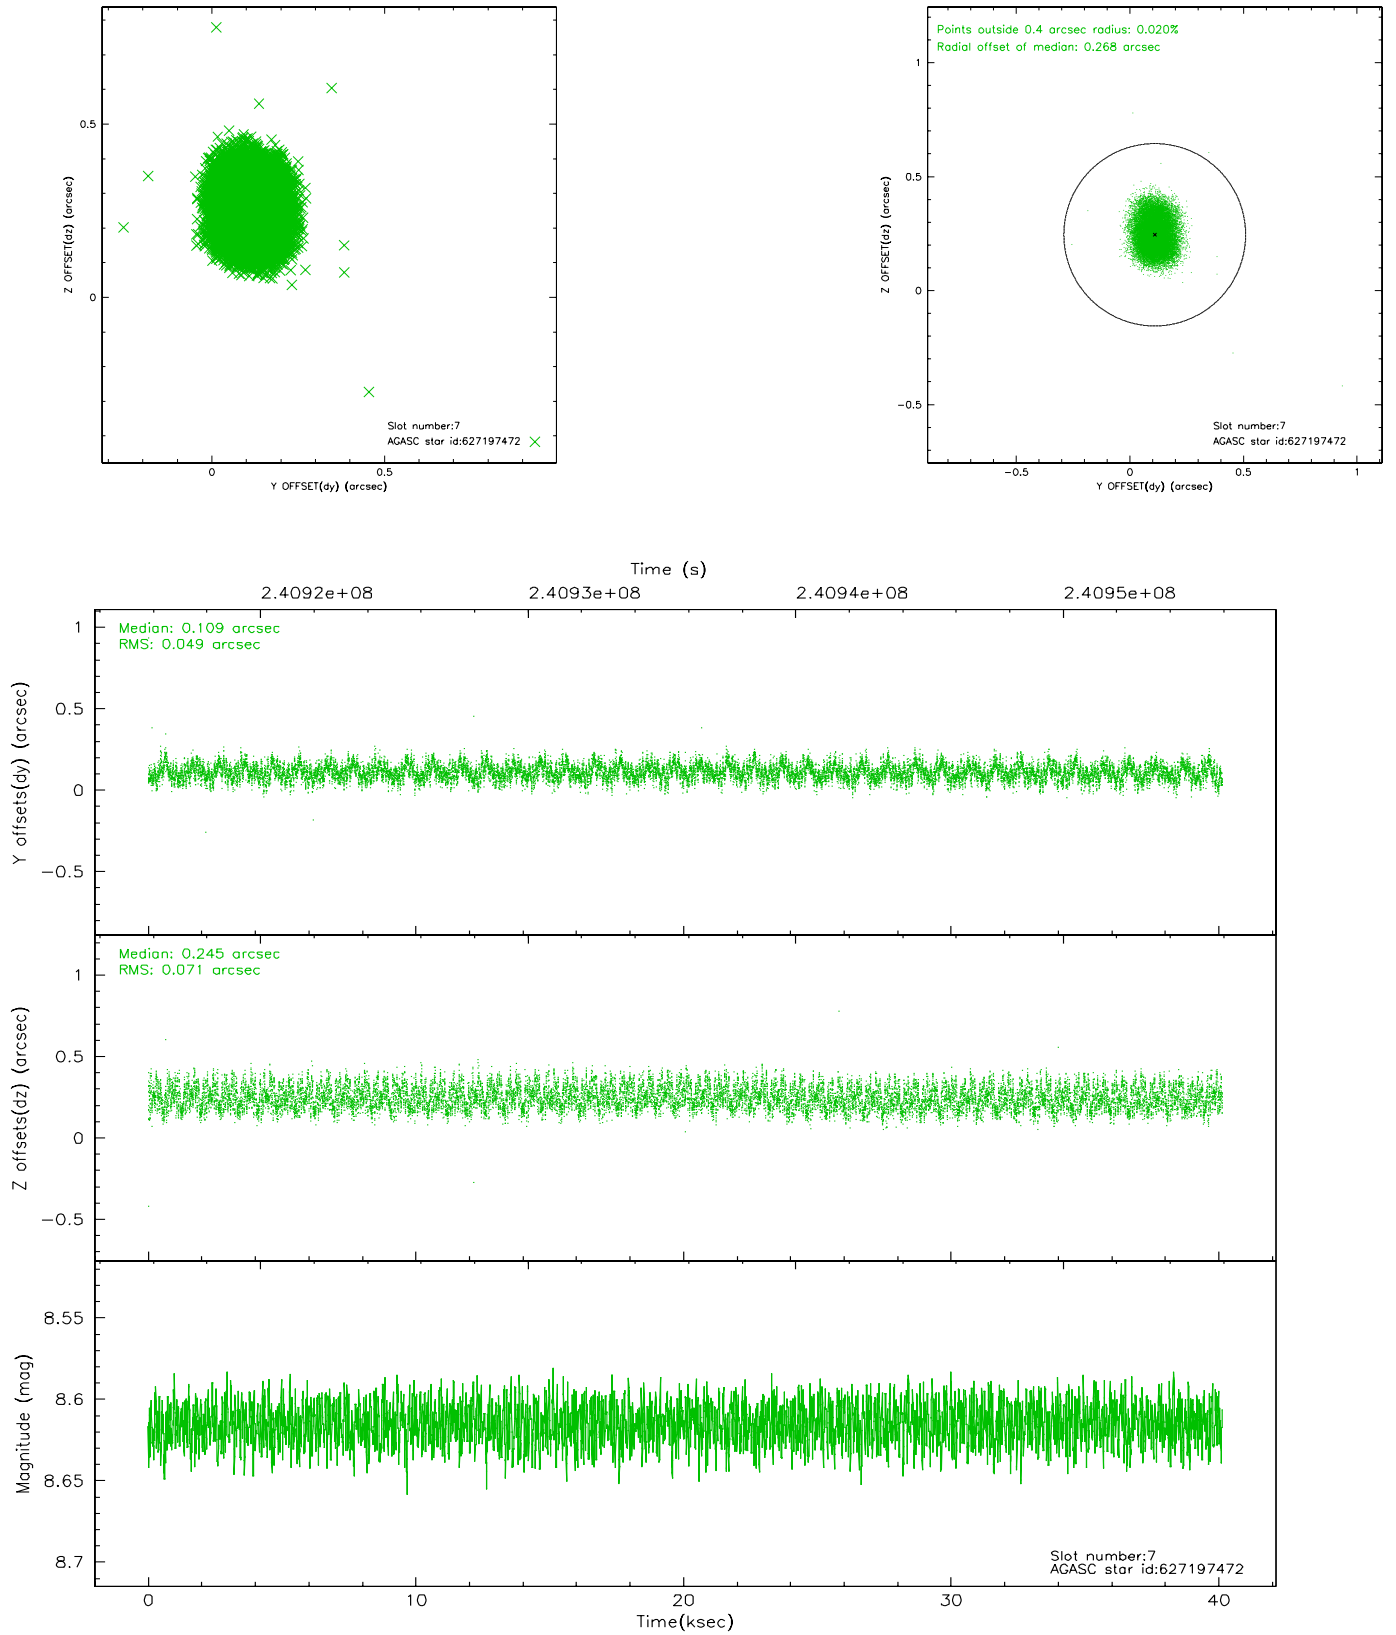 0.5
0
Z OFFSET(dz) (arcsec)
Slot number:7
AGASC star id:627197472
0
0.5
Y OFFSET(dy) (arcsec)
Points outside 0.4 arcsec radius: 0.020%
Radial offset of median: 0.268 arcsec
1
0.5
0
-0.5
Z OFFSET(dz) (arcsec)
Slot number:7
AGASC star id:627197472
-0.5
0
0.5
1
Y OFFSET(dy) (arcsec)
Time (s)
2.4092e+08
2.4093e+08
2.4094e+08
2.4095e+08
Median: 0.109 arcsec
RMS: 0.049 arcsec
1
0.5
0
-0.5
Y offsets(dy) (arcsec)
Median: 0.245 arcsec
RMS: 0.071 arcsec
1
0.5
0
-0.5
Z offsets(dz) (arcsec)
8.55
8.6
8.65
8.7
Magnitude (mag)
Slot number:7
AGASC star id:627197472
0
10
20
30
40
Time(ksec)